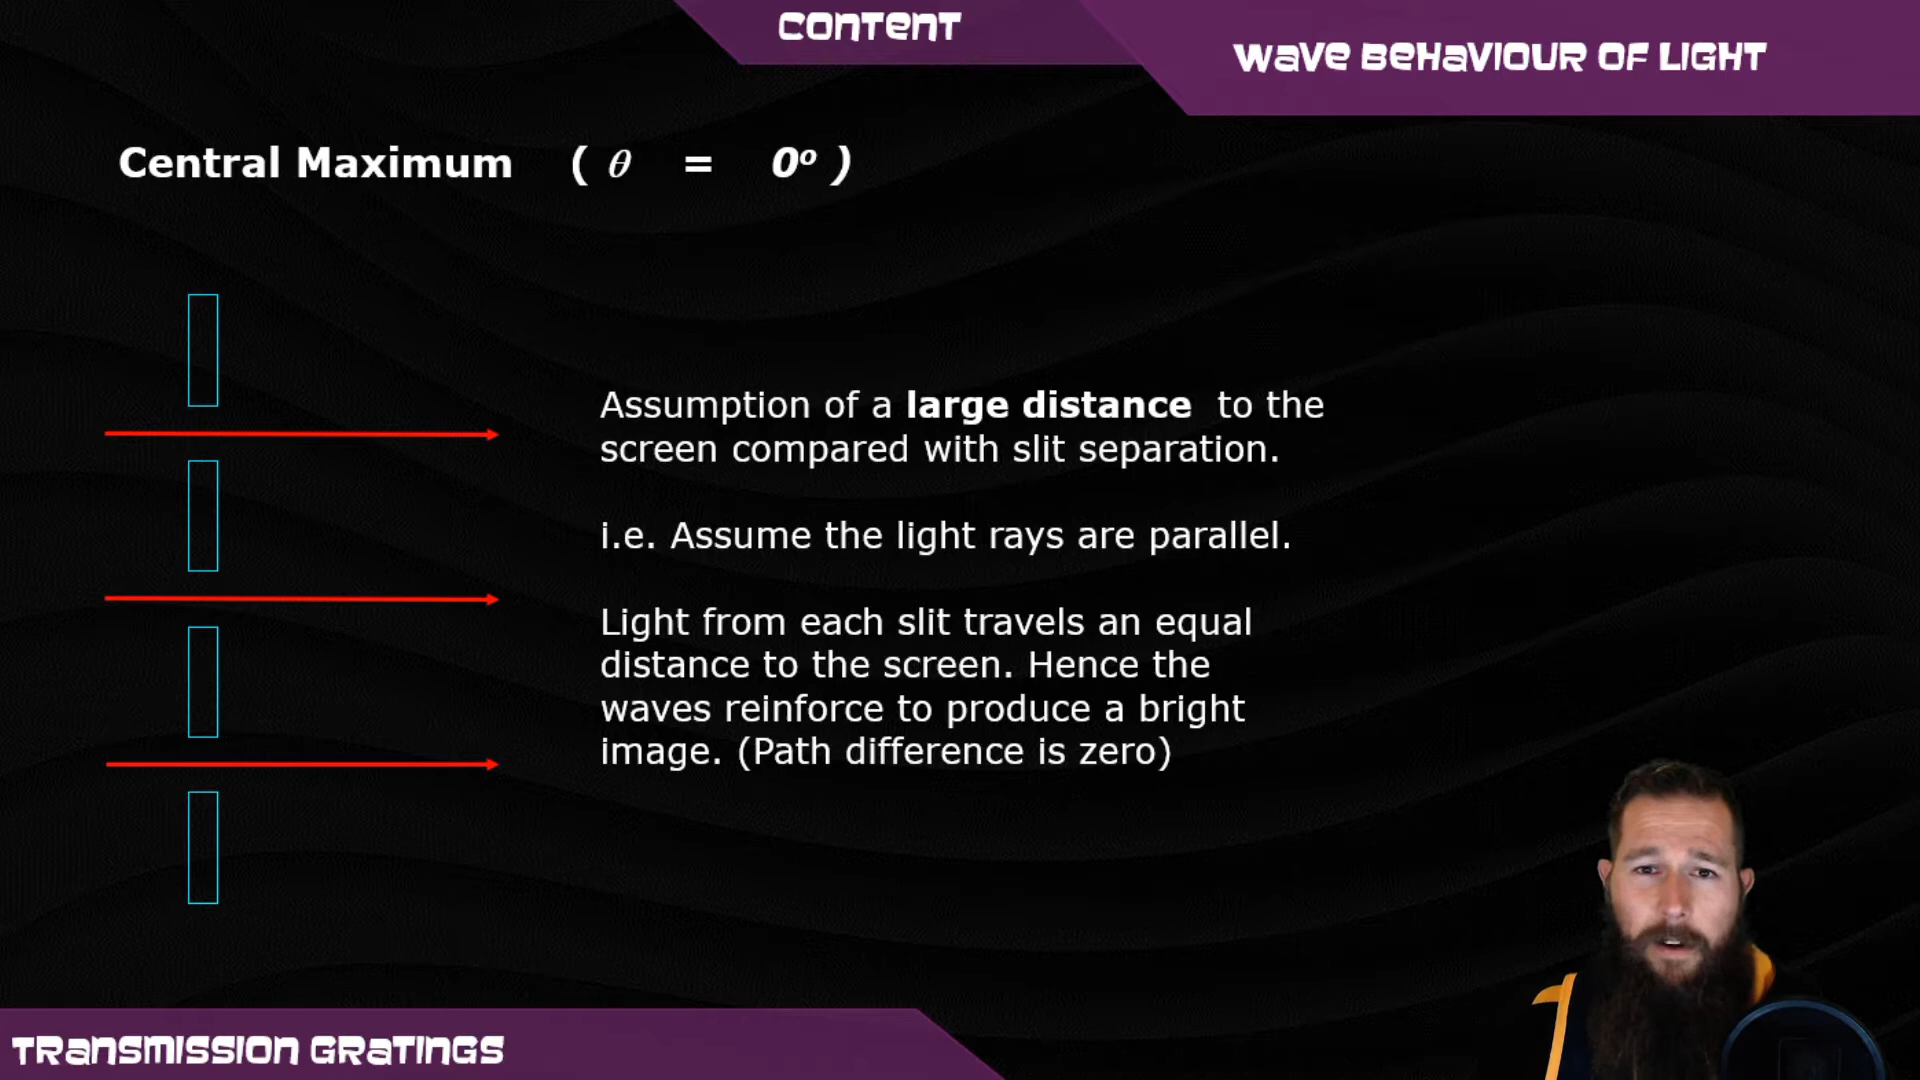 CONTENT
WAVE BEHAVIOUR OF LIGHT
Central Maximum ( θ = 0º )
Assumption of a large distance to the
screen compared with slit separation.
i.e. Assume the light rays are parallel.
Light from each slit travels an equal
distance to the screen. Hence the
waves reinforce to produce a bright
image. (Path difference is zero)
TRANSMISSION GRATINGS